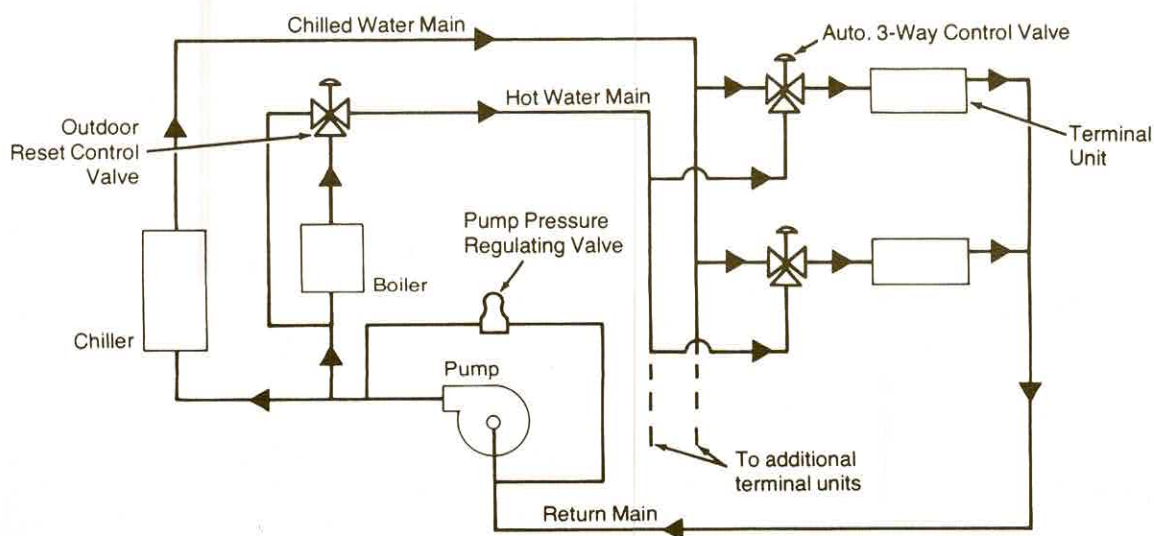 Chilled Water Main
Auto. 3-Way Control Valve
Hot Water Main
Outdoor
Reset Control
Valve
Terminal
Unit
Pump Pressure
Regulating Valve
Boiler
Chiller
Pump
To additional
terminal units
Return Main